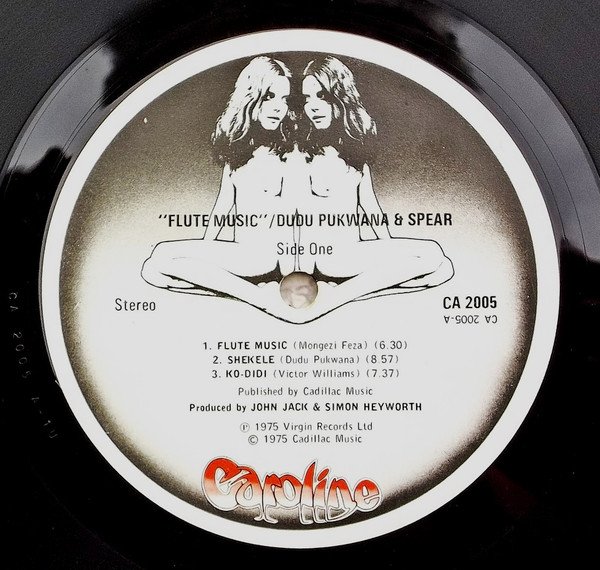 "FLUTE MUSIC"/DUDU PUKWANA & SPEAR
Side One
Stereo
CA 2005
CA 2005-A
1. FLUTE MUSIC (Mongezi Feza) (6.30)
2. SHEKELE (Dudu Pukwana) (8.57)
3. KO-DIDI (Victor Williams) (7.37)
Published by Cadillac Music
Produced by JOHN JACK & SIMON HEYWORTH
℗ 1975 Virgin Records Ltd
© 1975 Cadillac Music
Caroline